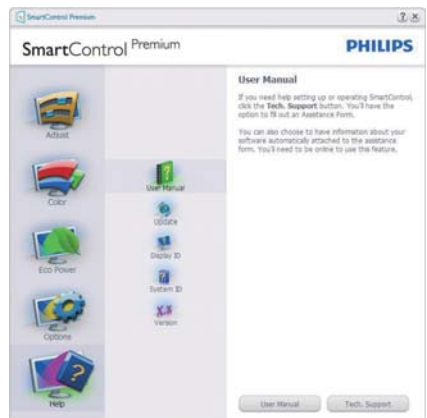 SmartControl Premium
SmartControl Premium
PHILIPS
Adjust
Color
Eco Power
Options
Help
User Manual
Update
Display ID
System ID
Version
User Manual
If you need help setting up or operating SmartControl,
click the Tech. Support button. You'll have the
option to fill out an Assistance Form.
You can also choose to have information about your
software automatically attached to the assistance
form. You'll need to be online to use this feature.
User Manual
Tech. Support